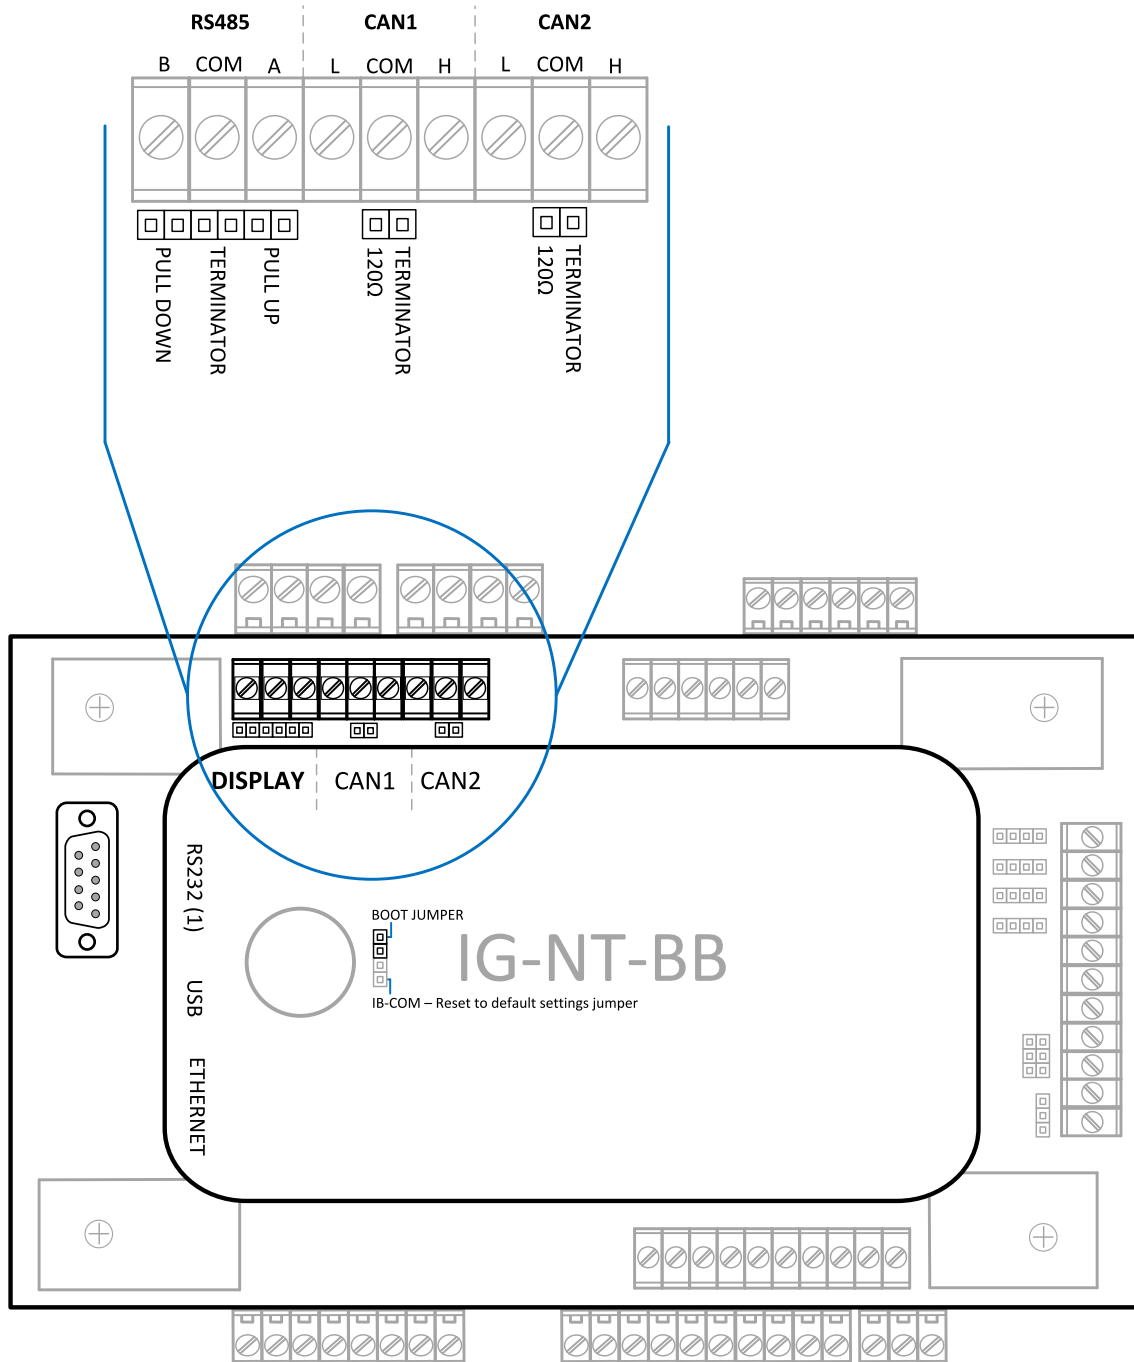 RS485 CAN1 CAN2
B COM A L COM H L COM H
PULL DOWN
TERMINATOR
PULL UP
120Ω
TERMINATOR
120Ω
TERMINATOR
DISPLAY CAN1 CAN2
RS232 (1)
USB
ETHERNET
BOOT JUMPER
IG-NT-BB
IB-COM – Reset to default settings jumper